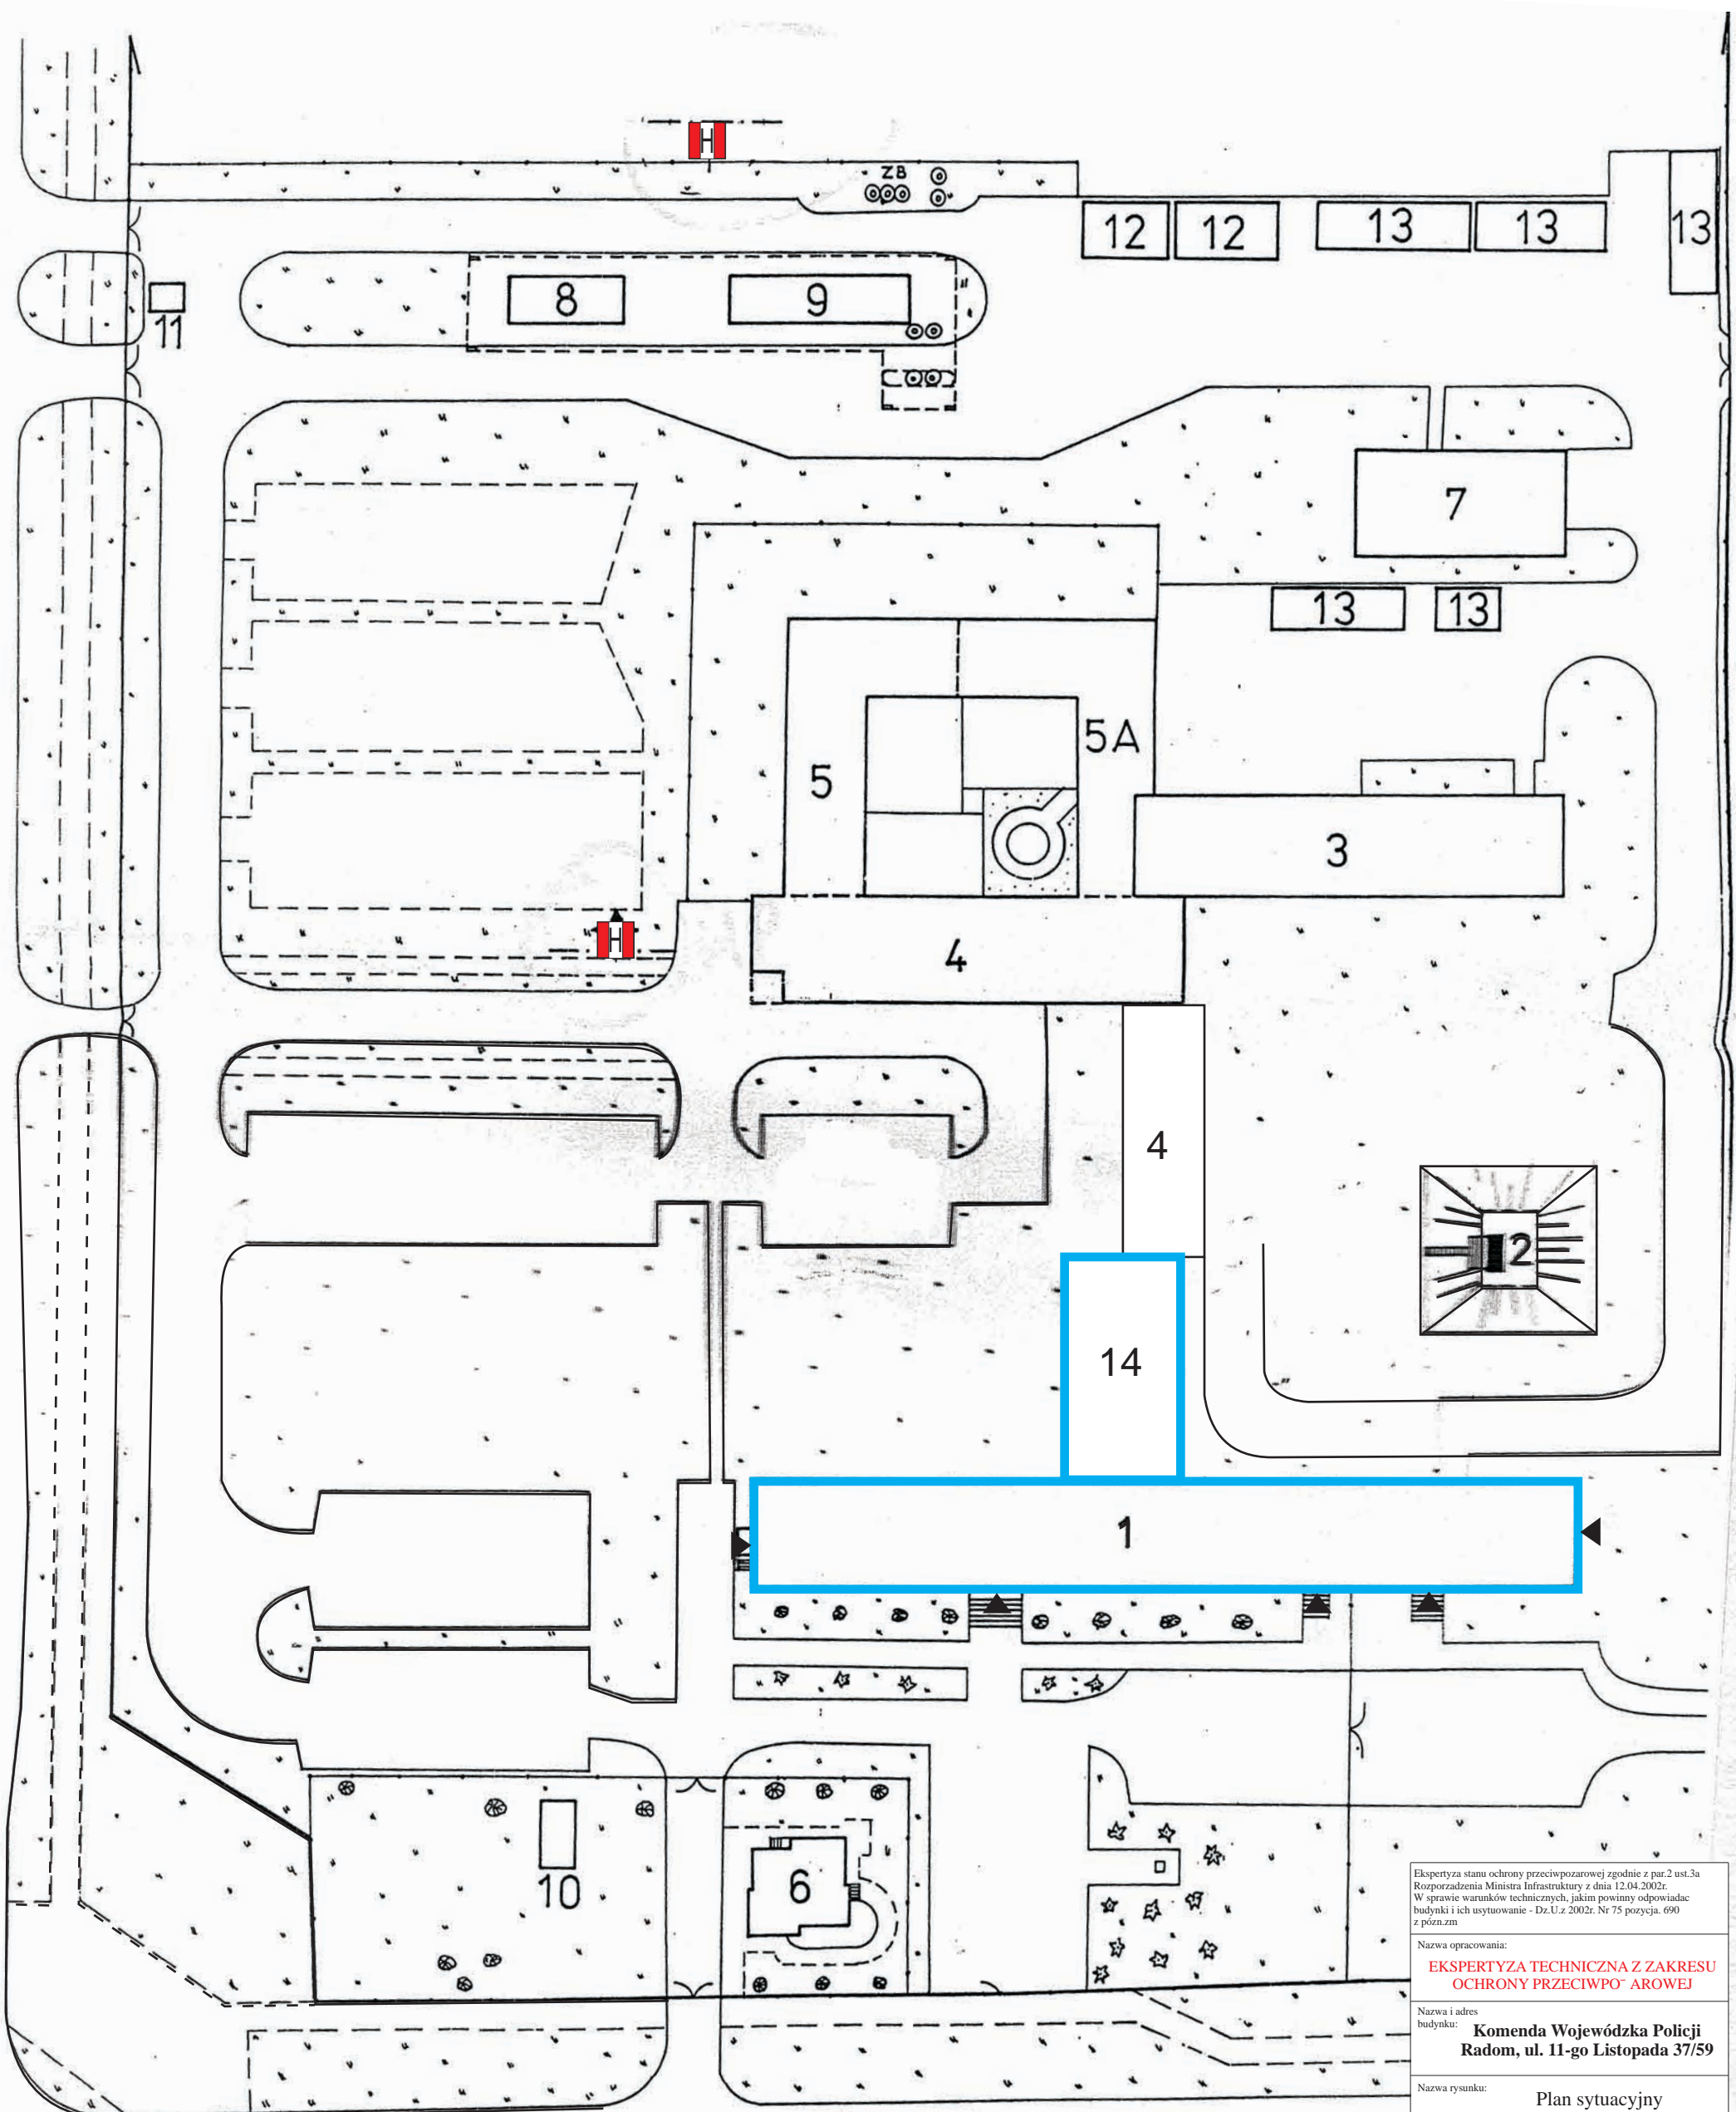 H
ZB
12
12
13
13
13
8
9
11
7
13
13
5A
5
3
4
H
4
2
14
1
6
10
Ekspertyza stanu ochrony przeciwpozarowej zgodnie z par.2 ust.3a
Rozporzadzenia Ministra Infrastruktury z dnia 12.04.2002r.
W sprawie warunków technicznych, jakim powinny odpowiadac
budynki i ich usytuowanie - Dz.U.z 2002r. Nr 75 pozycja. 690
z pózn.zm
Nazwa opracowania:
EKSPERTYZA TECHNICZNA Z ZAKRESU
OCHRONY PRZECIWPO¯ AROWEJ
Nazwa i adres
budynku:
Komenda Wojewódzka Policji
Radom, ul. 11-go Listopada 37/59
Nazwa rysunku:
Plan sytuacyjny